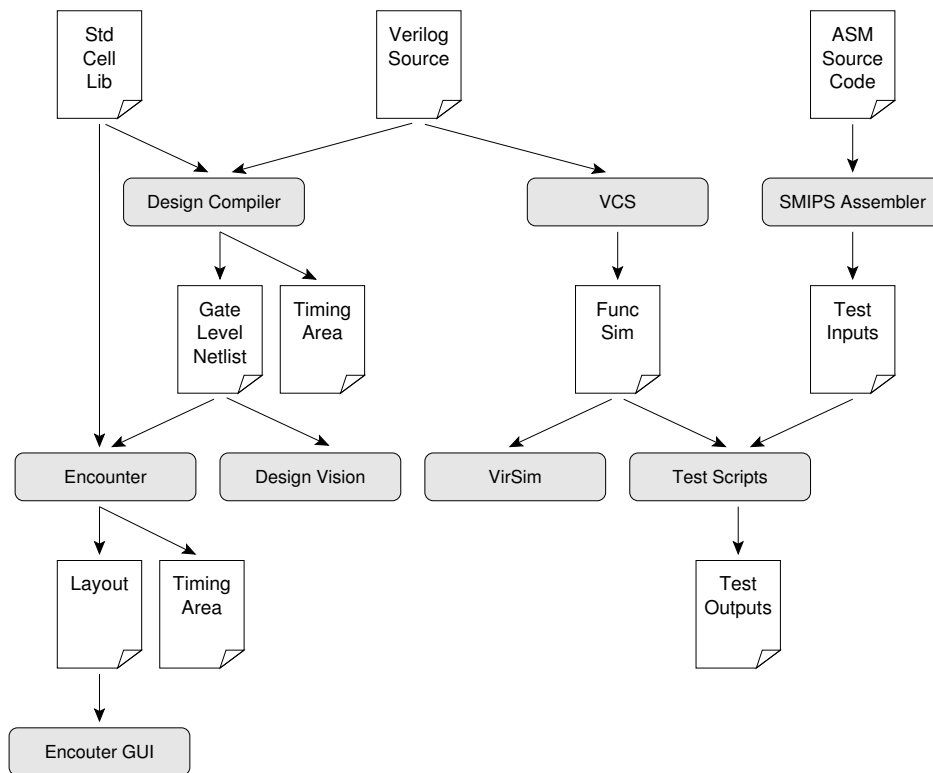 Std
Cell
Lib
Verilog
Source
ASM
Source
Code
Design Compiler
VCS
SMIPS Assembler
Gate
Level
Netlist
Timing
Area
Func
Sim
Test
Inputs
Encounter
Design Vision
VirSim
Test Scripts
Layout
Timing
Area
Test
Outputs
Encouter GUI